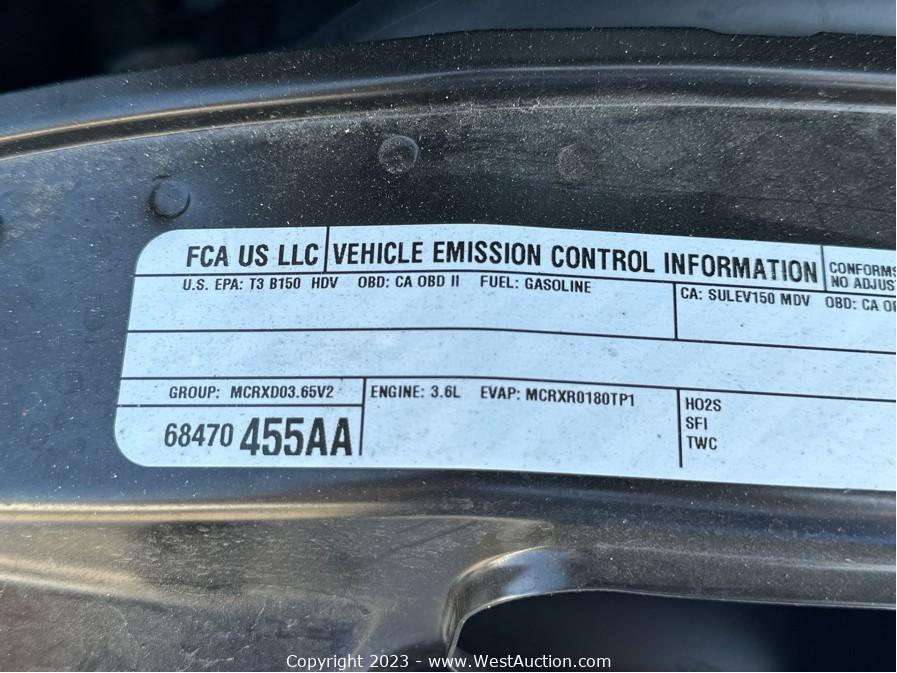 FCA US LLC VEHICLE EMISSION CONTROL INFORMATION CONFORMS
NO ADJUS
U.S. EPA: T3 B150 HDV OBD: CA OBD II FUEL: GASOLINE
CA: SULEV150 MDV OBD: CA
GROUP: MCRXD03.65V2 ENGINE: 3.6L EVAP: MCRXR0180TP1
HO2S
SFI
TWC
68470 455AA
Copyright 2023 - www.WestAuction.com